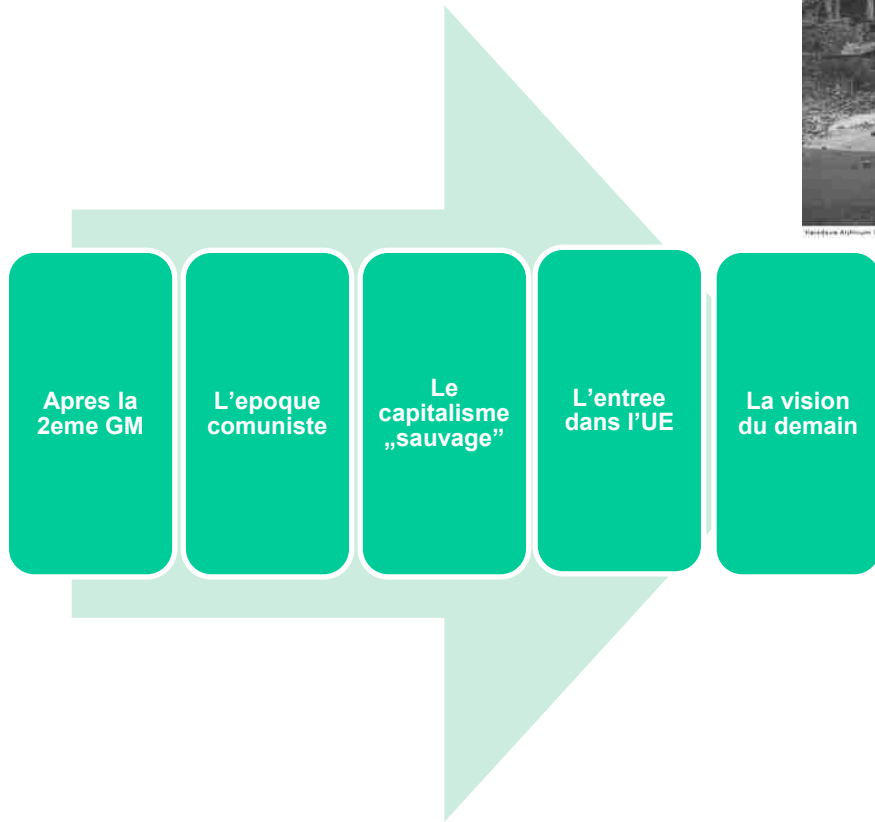 Apres la
2eme GM
L'epoque
comuniste
Le
capitalisme
„sauvage”
L'entree
dans l'UE
La vision
du demain